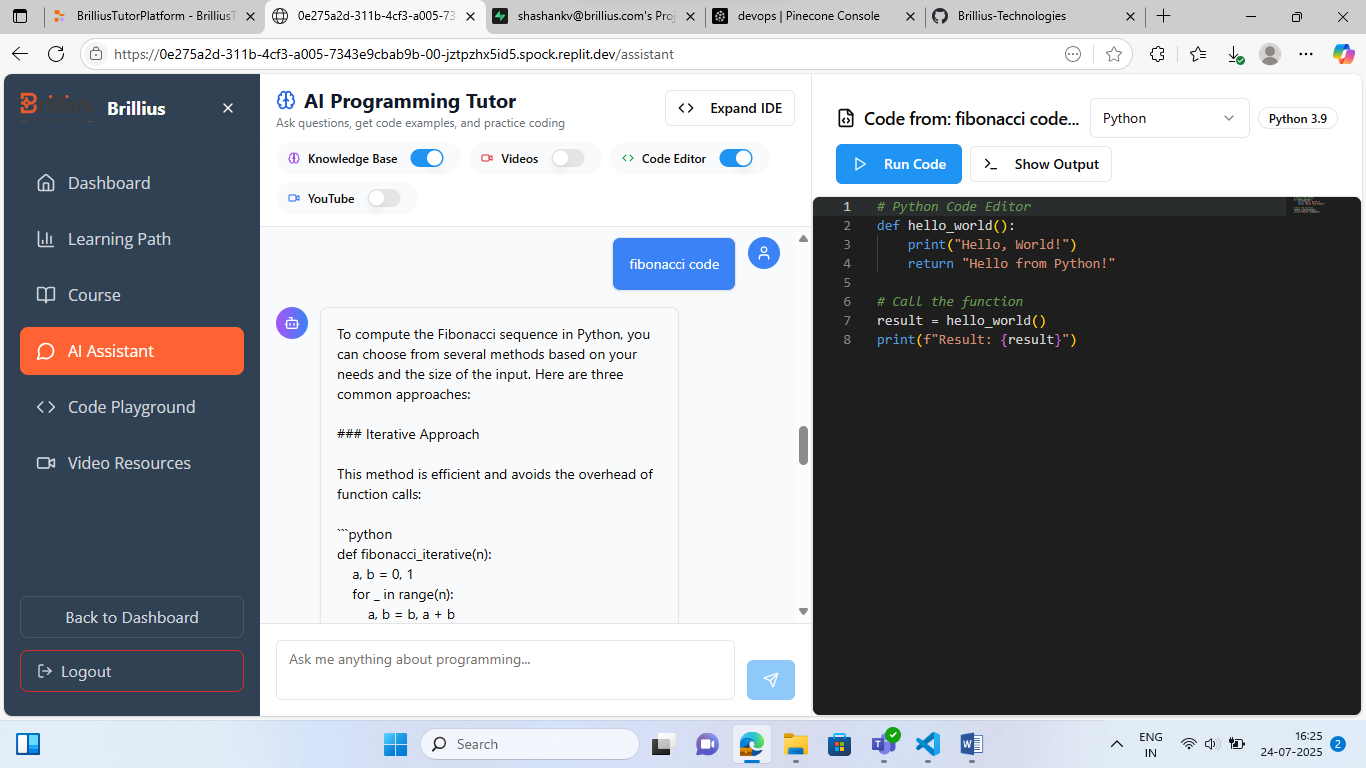 BrilliusTutorPlatform - BrilliusT
0e275a2d-311b-4cf3-a005-73
shashankv@brillius.com's Proj
devops | Pinecone Console
Brillius-Technologies
https://0e275a2d-311b-4cf3-a005-7343e9cbab9b-00-jztpzhx5id5.spock.replit.dev/assistant
Brillius
Brillius
Dashboard
Learning Path
Course
AI Assistant
Code Playground
Video Resources
Back to Dashboard
Logout
AI Programming Tutor
Ask questions, get code examples, and practice coding
Expand IDE
Knowledge Base
Videos
Code Editor
YouTube
fibonacci code
To compute the Fibonacci sequence in Python, you
can choose from several methods based on your
needs and the size of the input. Here are three
common approaches:
### Iterative Approach
This method is efficient and avoids the overhead of
function calls:
```python
def fibonacci_iterative(n):
    a, b = 0, 1
    for _ in range(n):
        a, b = b, a + b
Ask me anything about programming...
Code from: fibonacci code...
Python
Python 3.9
Run Code
Show Output
1 # Python Code Editor
2 def hello_world():
3     print("Hello, World!")
4     return "Hello from Python!"
5
6 # Call the function
7 result = hello_world()
8 print(f"Result: {result}")
Search
ENG
IN
16:25
24-07-2025
2